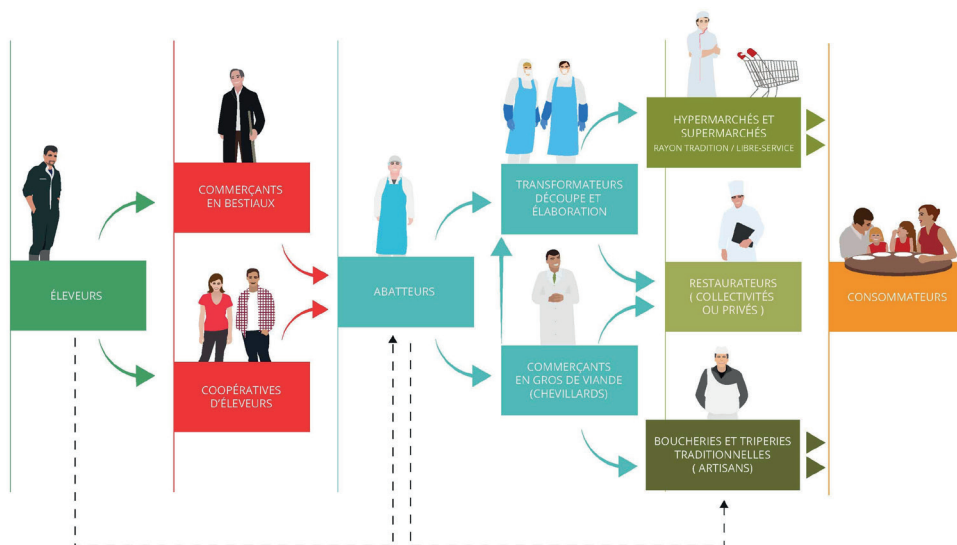 ÉLEVEURS
COMMERÇANTS
EN BESTIAUX
COOPÉRATIVES
D'ÉLEVEURS
ABATTEURS
TRANSFORMATEURS
DÉCOUPE ET
ÉLABORATION
COMMERÇANTS
EN GROS DE VIANDE
(CHEVILLARDS)
HYPERMARCHÉS ET
SUPERMARCHÉS
RAYON TRADITION / LIBRE-SERVICE
RESTAURATEURS
( COLLECTIVITÉS
OU PRIVÉS )
BOUCHERIES ET TRIPERIES
TRADITIONNELLES
( ARTISANS)
CONSOMMATEURS